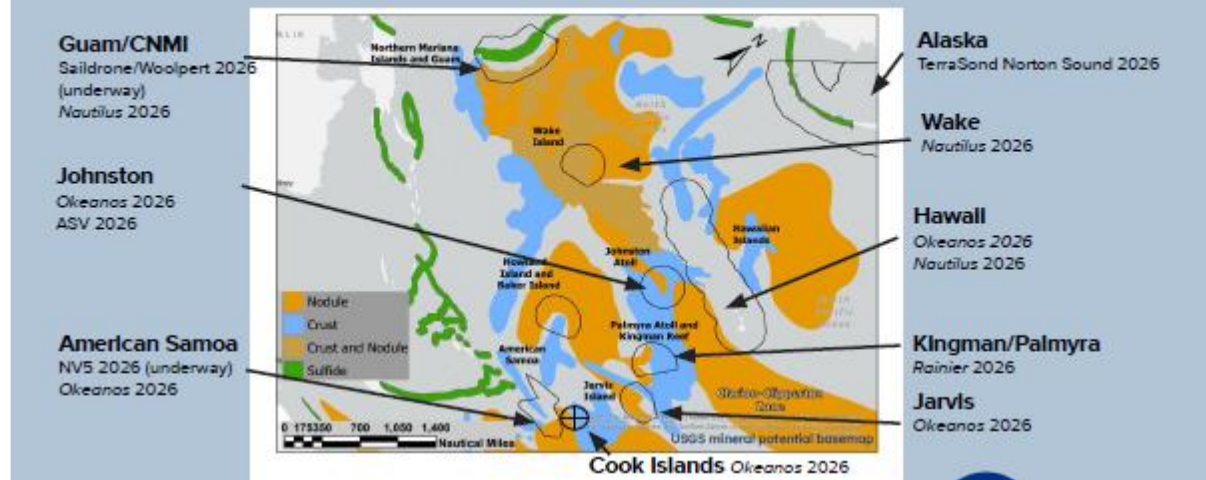 Guam/CNMI
Saildrone/Woolpert 2026
(underway)
Nautilus 2026
Johnston
Okeanos 2026
ASV 2026
American Samoa
NV5 2026 (underway)
Okeanos 2026
Northern Mariana
Islands and Guam
Wake
Island
Johnston
Atoll
Hawaiian
Islands
Howland
Island and
Baker Island
Palmyra Atoll and
Kingman Reef
American
Samoa
Jarvis
Island
Clarion-Clipperton
Zone
Nodule
Crust
Crust and Nodule
Sulfide
0 175350 700 1,050 1,400
Nautical Miles
USGS mineral potential basemap
N
Cook Islands Okeanos 2026
Alaska
TerraSond Norton Sound 2026
Wake
Nautilus 2026
Hawaii
Okeanos 2026
Nautilus 2026
Kingman/Palmyra
Rainier 2026
Jarvis
Okeanos 2026